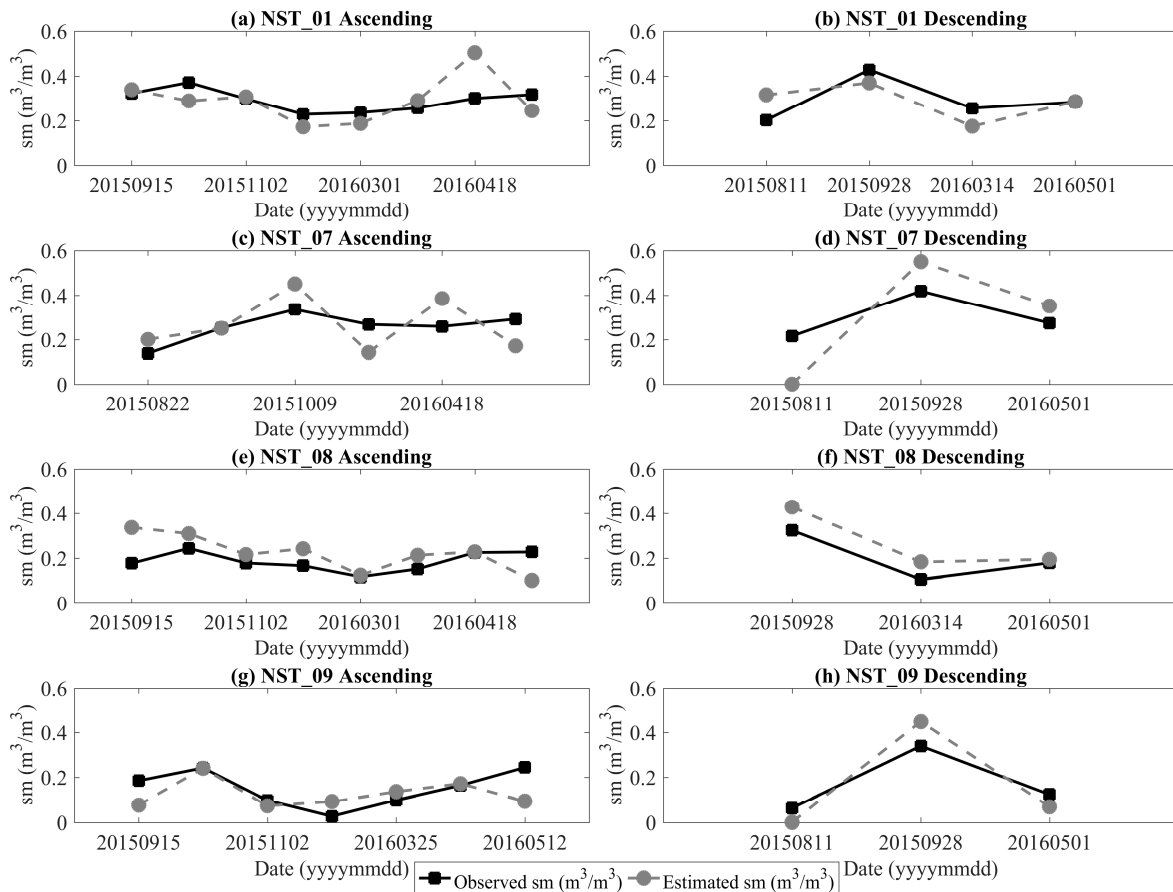 (a) NST_01 Ascending
0.6
0.4
0.2
0
sm (m³/m³)
20150915 20151102 20160301 20160418
Date (yyyymmdd)
(b) NST_01 Descending
0.6
0.4
0.2
0
sm (m³/m³)
20150811 20150928 20160314 20160501
Date (yyyymmdd)
(c) NST_07 Ascending
0.6
0.4
0.2
0
sm (m³/m³)
20150822 20151009 20160418
Date (yyyymmdd)
(d) NST_07 Descending
0.6
0.4
0.2
0
sm (m³/m³)
20150811 20150928 20160501
Date (yyyymmdd)
(e) NST_08 Ascending
0.6
0.4
0.2
0
sm (m³/m³)
20150915 20151102 20160301 20160418
Date (yyyymmdd)
(f) NST_08 Descending
0.6
0.4
0.2
0
sm (m³/m³)
20150928 20160314 20160501
Date (yyyymmdd)
(g) NST_09 Ascending
0.6
0.4
0.2
0
sm (m³/m³)
20150915 20151102 20160325 20160512
Date (yyyymmdd)
(h) NST_09 Descending
0.6
0.4
0.2
0
sm (m³/m³)
20150811 20150928 20160501
Date (yyyymmdd)
Observed sm (m³/m³) Estimated sm (m³/m³)